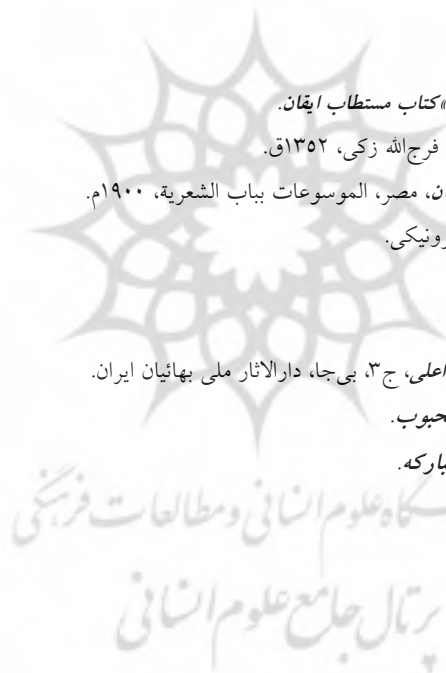 »کتاب مستطاب ایقان.
فرج‌الله زکی، ۱۳۵۲ق.
ن، مصر، الموسوعات بباب الشعریة، ۱۹۰۰م.
رونیکی.
اعلی، ج۳، بی‌جا، دارالاثار ملی بهائیان ایران.
حبوب.
بارکه.
گاه علوم انسانی و مطالعات فرهنگی
پرتال جامع علوم انسانی